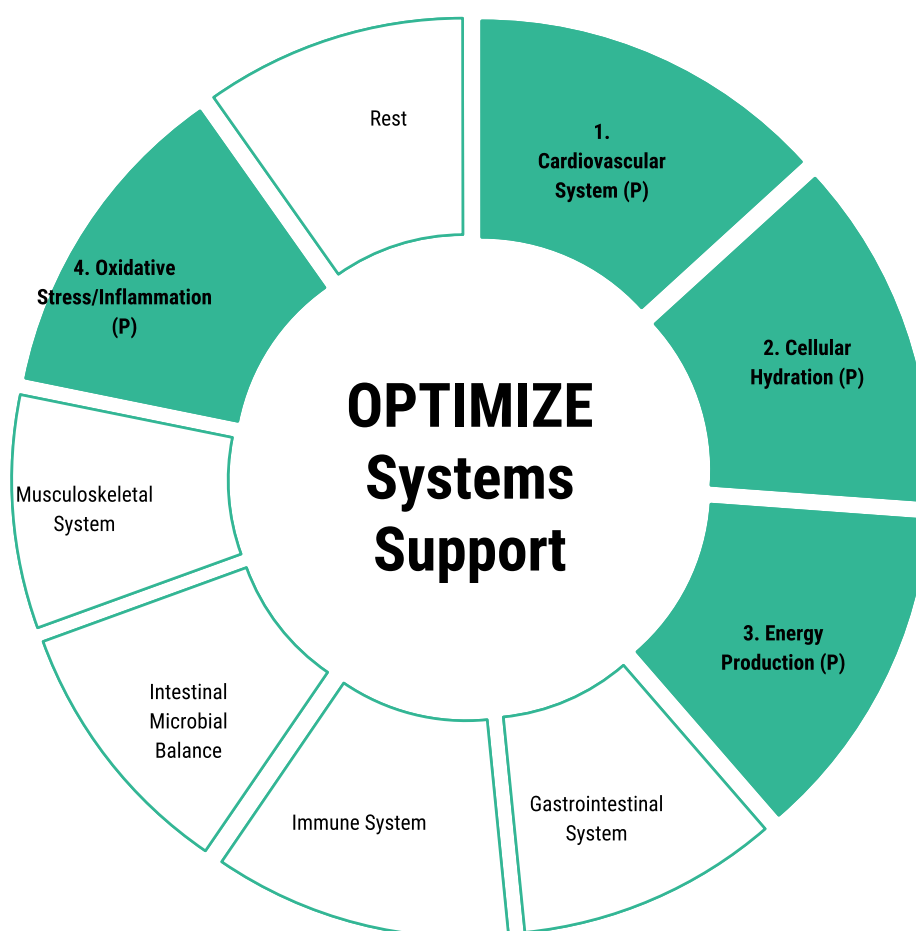 Rest
1.
Cardiovascular
System (P)
2. Cellular
Hydration (P)
3. Energy
Production (P)
Gastrointestinal
System
Immune System
Intestinal
Microbial
Balance
Musculoskeletal
System
4. Oxidative
Stress/Inflammation
(P)
OPTIMIZE
Systems
Support